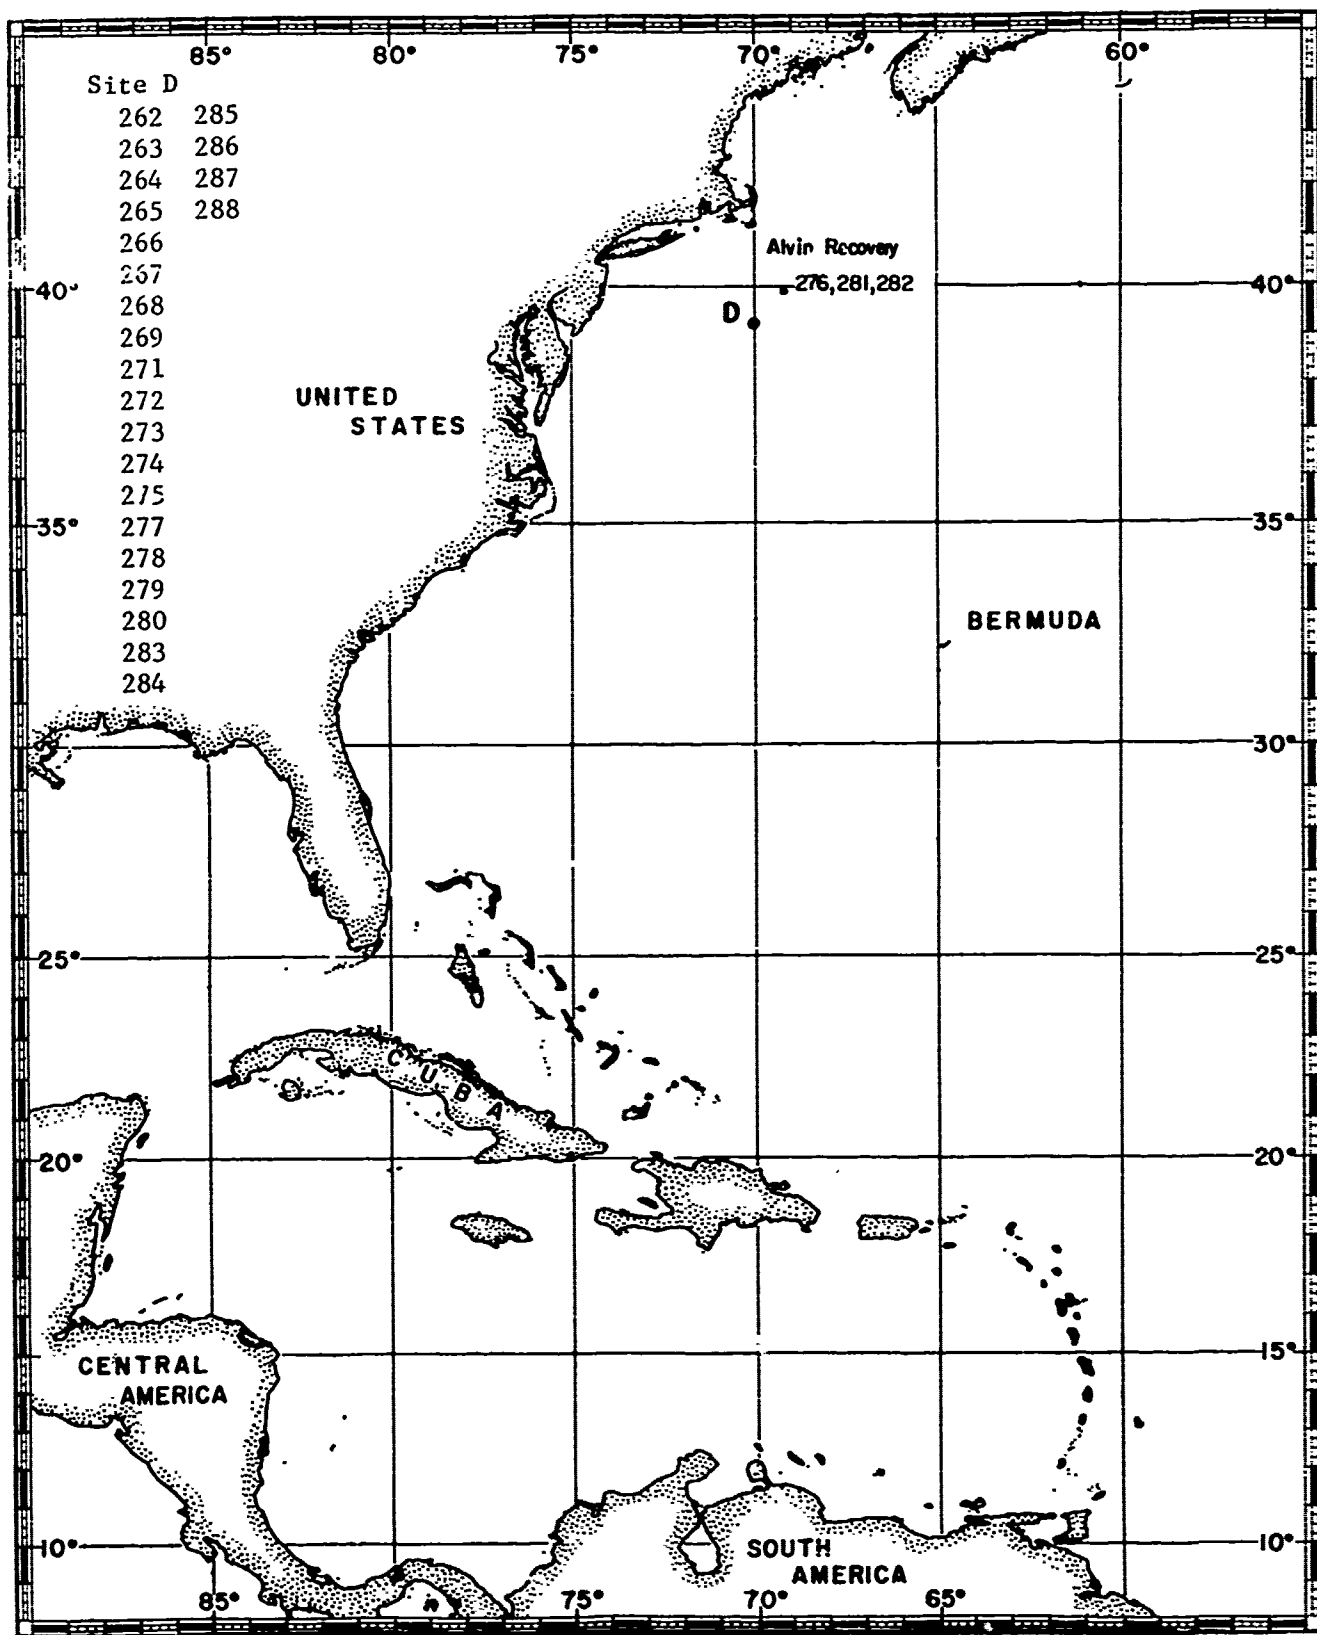 85° 80° 75° 70° 60°
Site D
262 285
263 286
264 287
265 288
266
267
268
269
271
272
273
274
275
277
278
279
280
283
284
Alvin Recovery
276,281,282
40° 40°
D
UNITED
STATES
35° 35°
BERMUDA
30°
25° 25°
CUBA
20° 20°
15°
CENTRAL
AMERICA
10° 10°
SOUTH
AMERICA
85° 75° 70° 65°